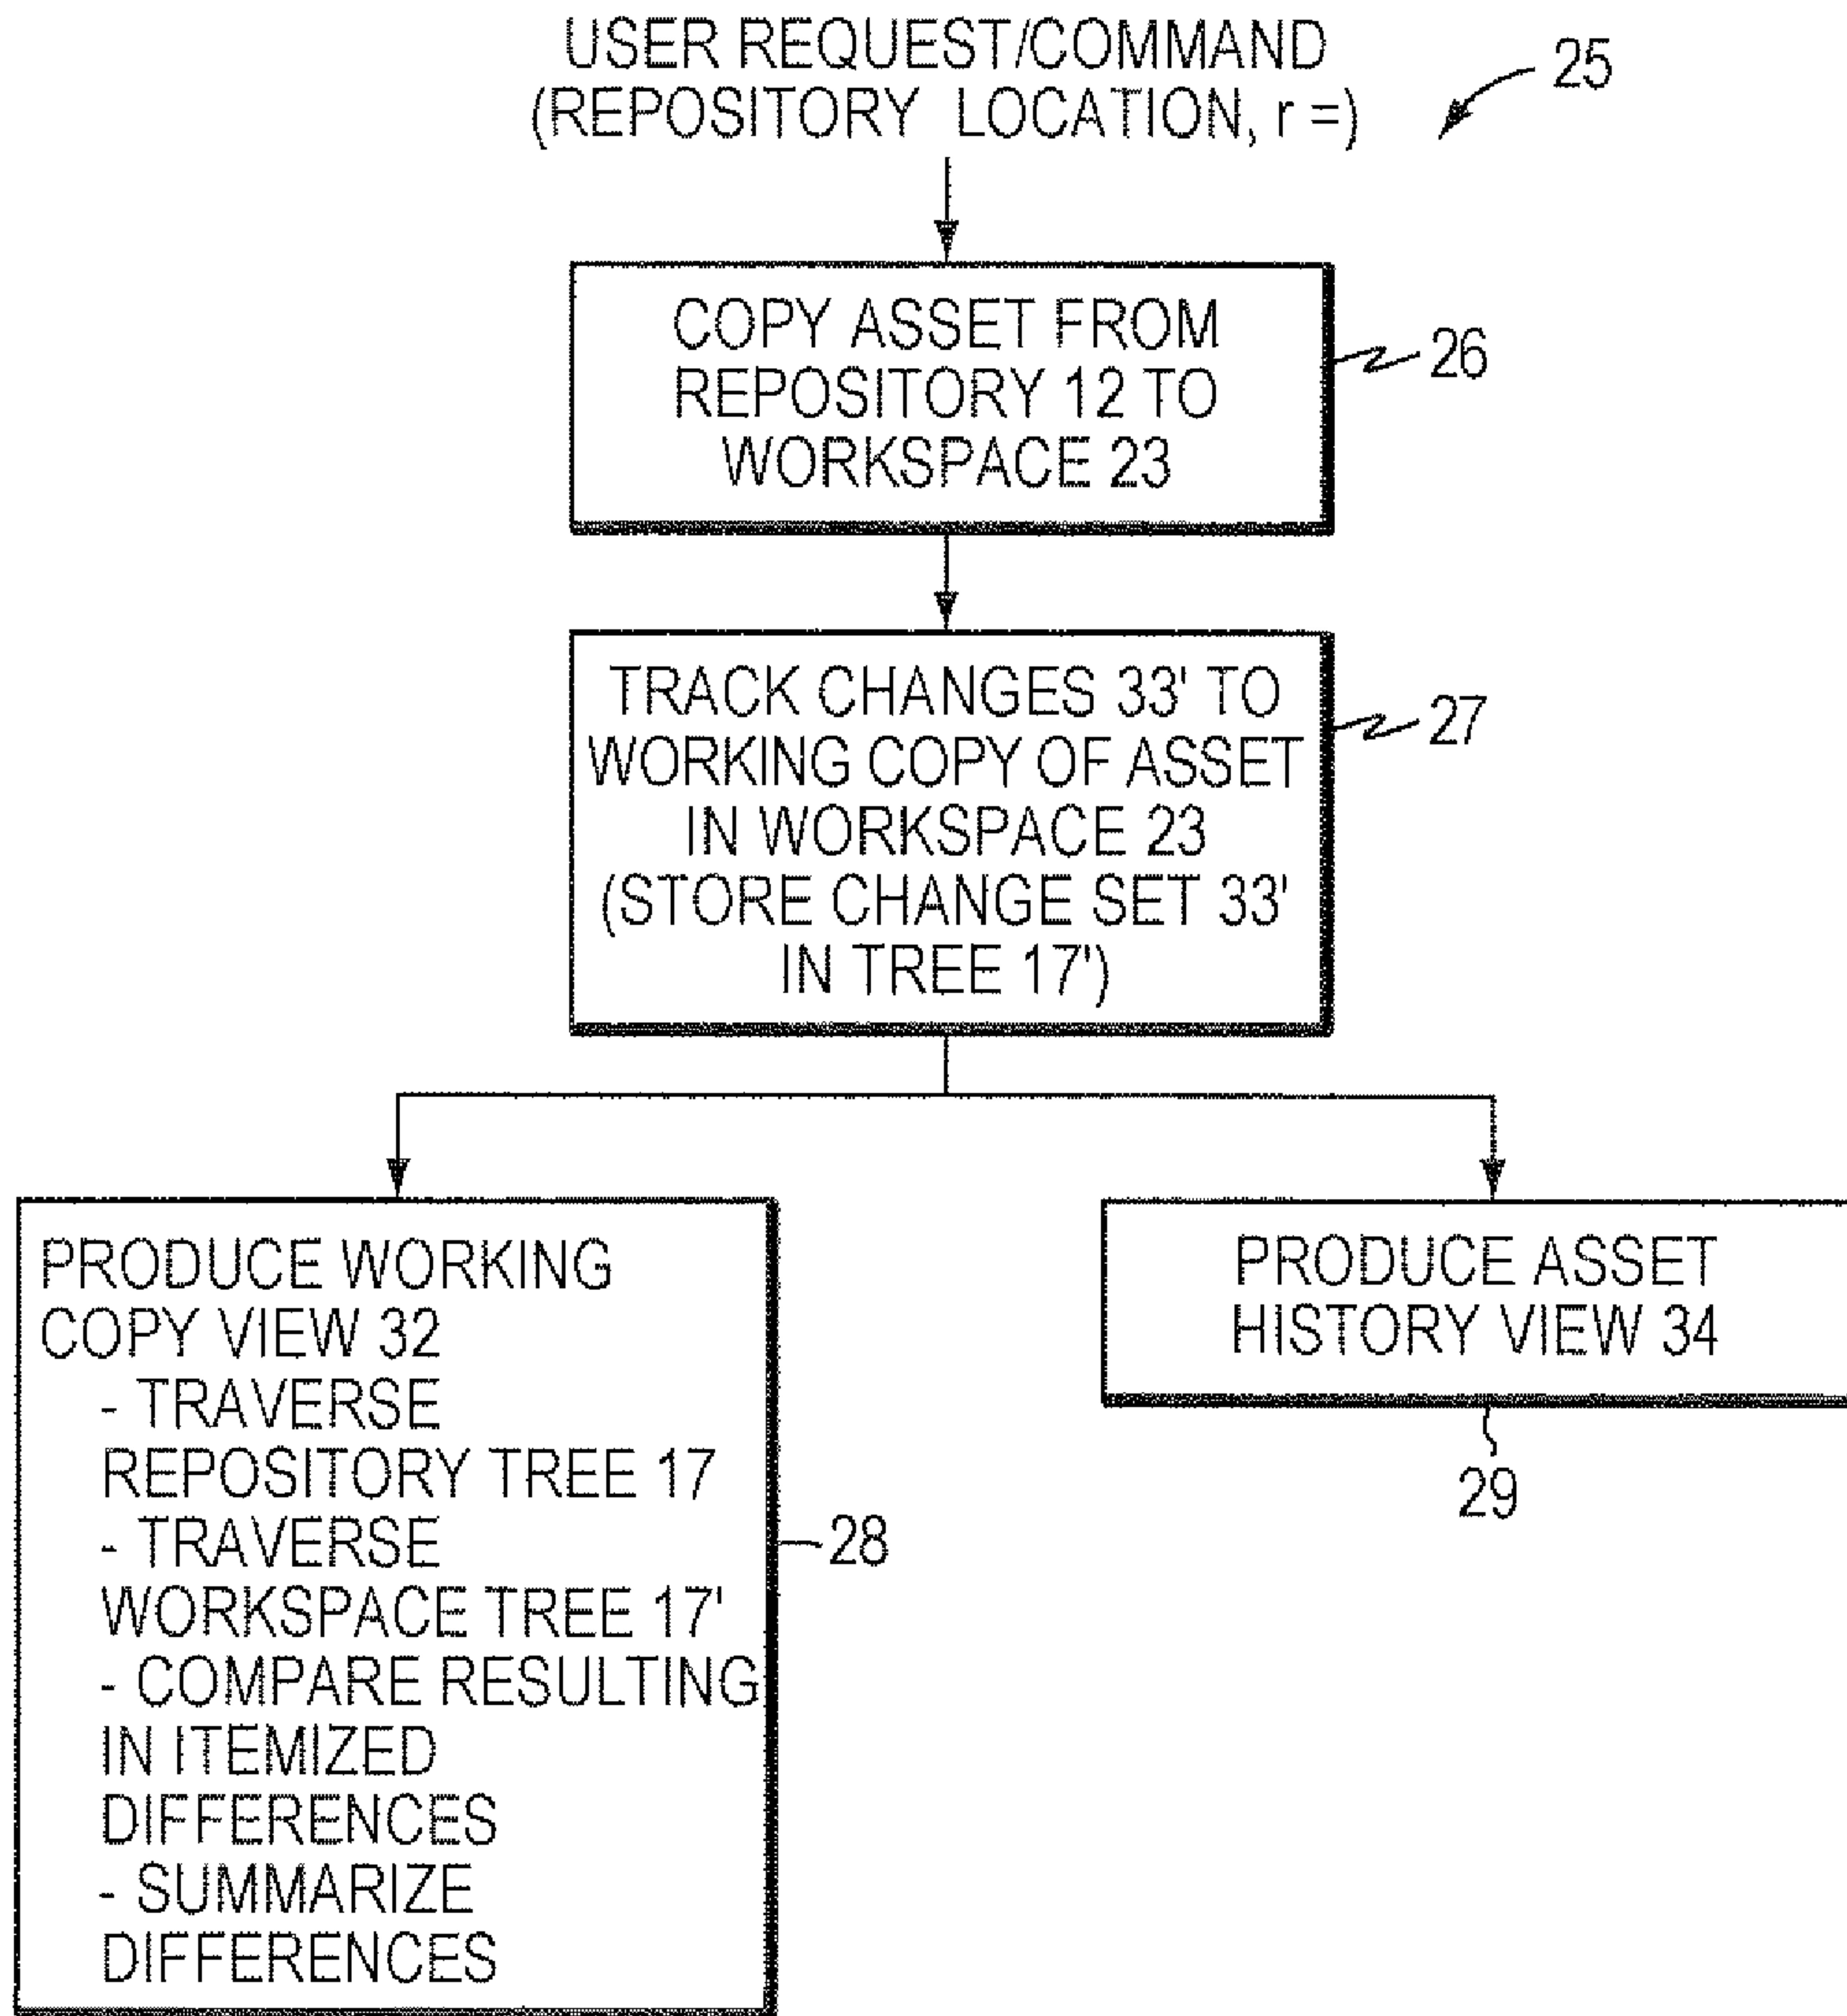 USER REQUEST/COMMAND
(REPOSITORY LOCATION, r =)
25
COPY ASSET FROM
REPOSITORY 12 TO
WORKSPACE 23
26
TRACK CHANGES 33' TO
WORKING COPY OF ASSET
IN WORKSPACE 23
(STORE CHANGE SET 33'
IN TREE 17')
27
PRODUCE WORKING
COPY VIEW 32
- TRAVERSE
REPOSITORY TREE 17
- TRAVERSE
WORKSPACE TREE 17'
- COMPARE RESULTING
IN ITEMIZED
DIFFERENCES
- SUMMARIZE
DIFFERENCES
28
PRODUCE ASSET
HISTORY VIEW 34
29